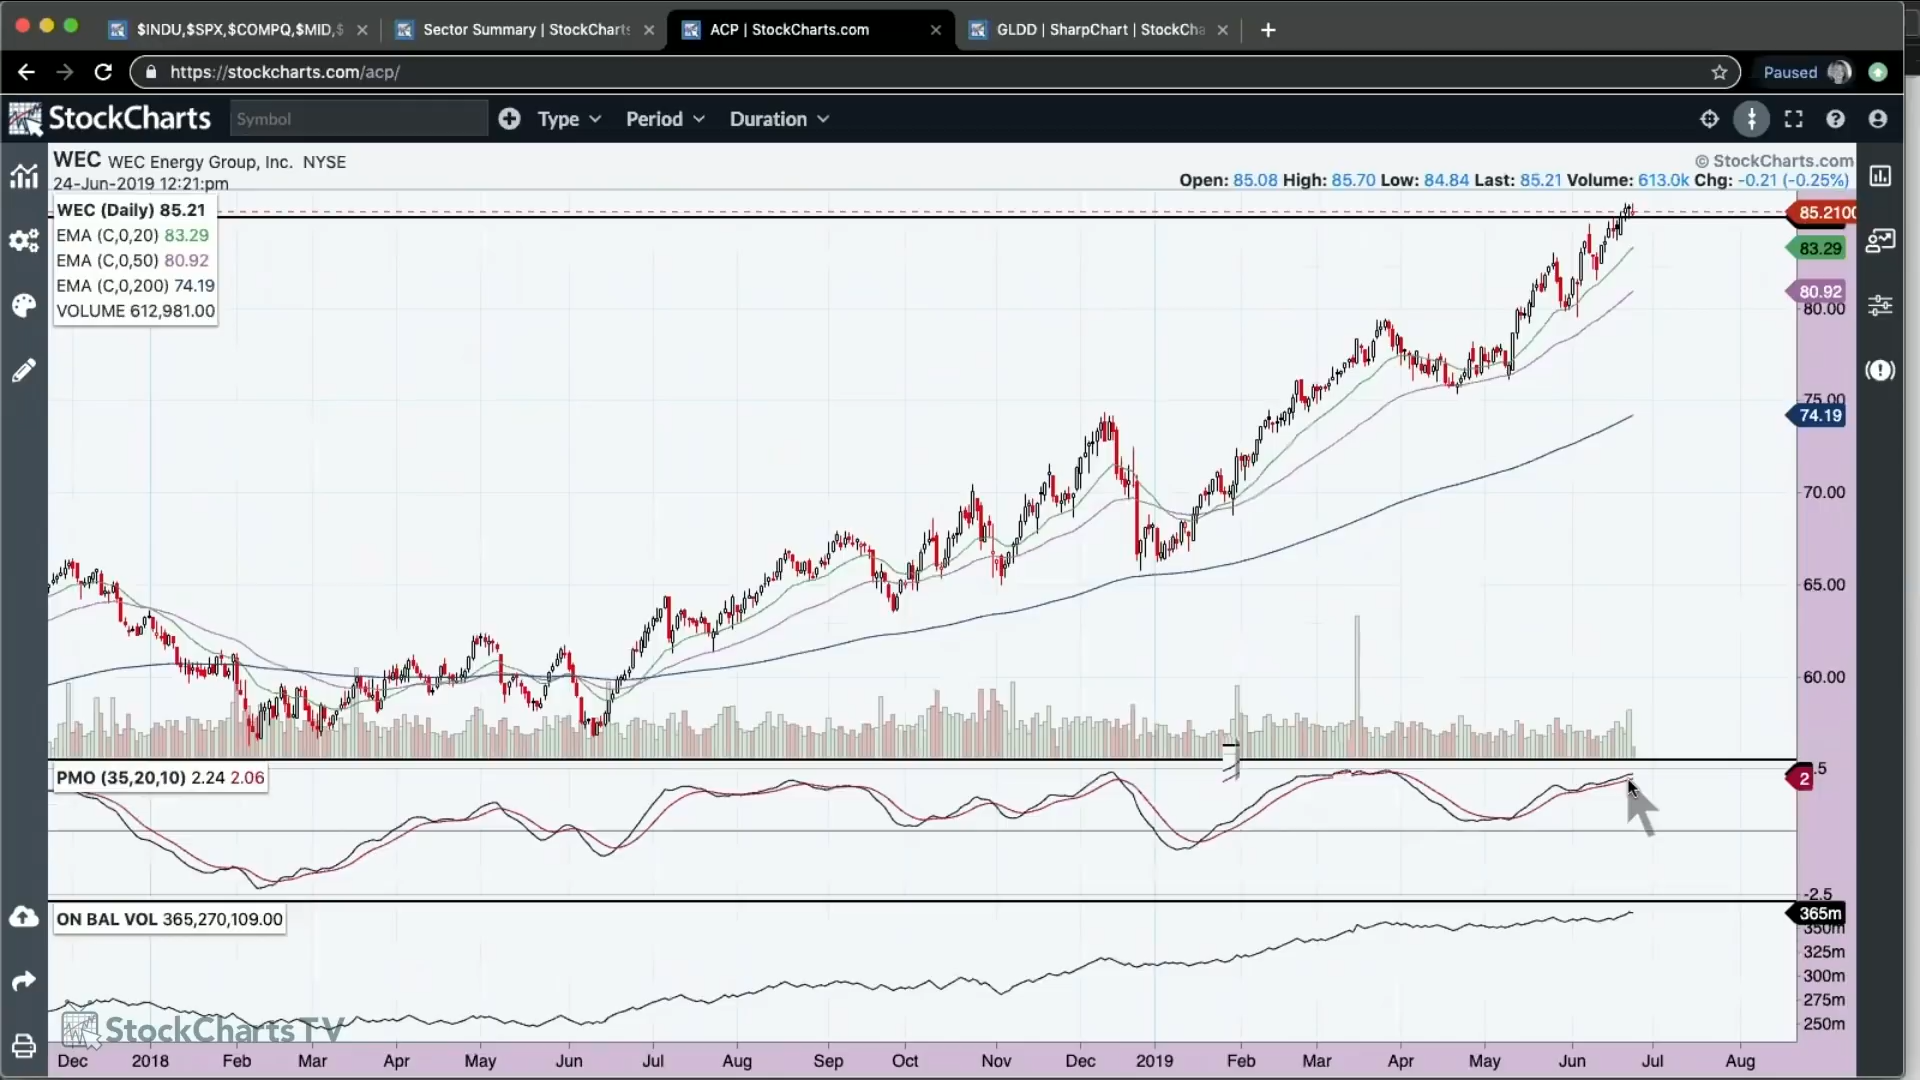 $INDU,$SPX,$COMPQ,$MID,$
Sector Summary | StockCharts
ACP | StockCharts.com
GLDD | SharpChart | StockCha
https://stockcharts.com/acp/
Paused
StockCharts
Symbol
Type
Period
Duration
WEC WEC Energy Group, Inc. NYSE
© StockCharts.com
24-Jun-2019 12:21:pm
Open: 85.08 High: 85.70 Low: 84.84 Last: 85.21 Volume: 613.0k Chg: -0.21 (-0.25%)
WEC (Daily) 85.21
EMA (C,0,20) 83.29
EMA (C,0,50) 80.92
EMA (C,0,200) 74.19
VOLUME 612,981.00
85.2100
83.29
80.92
80.00
75.00
74.19
70.00
65.00
60.00
PMO (35,20,10) 2.24 2.06
.5
2
-2.5
ON BAL VOL 365,270,109.00
365m
350m
325m
300m
275m
250m
StockChartsTV
Dec 2018 Feb Mar Apr May Jun Jul Aug Sep Oct Nov Dec 2019 Feb Mar Apr May Jun Jul Aug